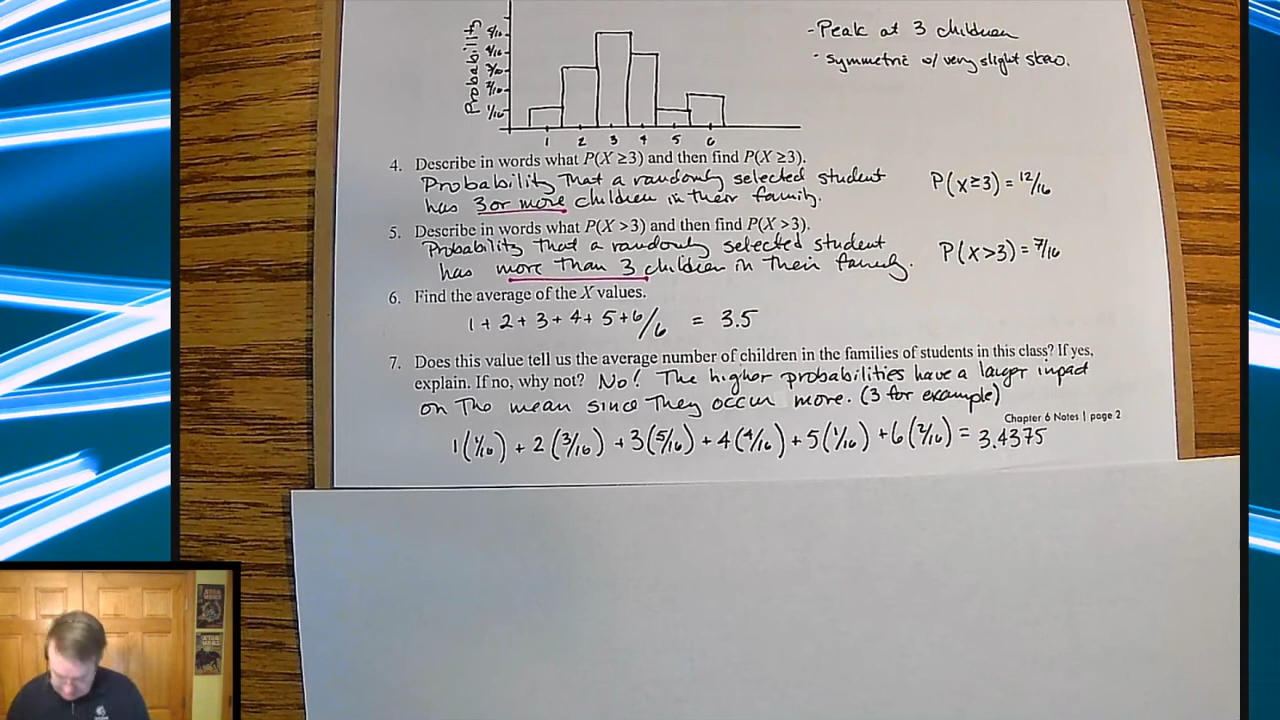 - Peak at 3 children
- Symmetric w/ very slight skew.
Probability
5/16
4/16
3/16
2/16
1/16
1 2 3 4 5 6
4. Describe in words what P(X ≥3) and then find P(X ≥3).
Probability That a randomly selected student
has 3 or more children in their family.
P(x≥3) = 12/16
5. Describe in words what P(X >3) and then find P(X >3).
Probability that a randomly selected student
has more than 3 children in their family.
P(x>3) = 7/16
6. Find the average of the X values.
1 + 2 + 3 + 4 + 5 + 6/6 = 3.5
7. Does this value tell us the average number of children in the families of students in this class? If yes,
explain. If no, why not? No! The higher probabilities have a larger impact
on The mean since They occur more. (3 for example)
Chapter 6 Notes | page 2
1(1/16) + 2(3/16) + 3(5/16) + 4(4/16) + 5(1/16) + 6(2/16) = 3.4375